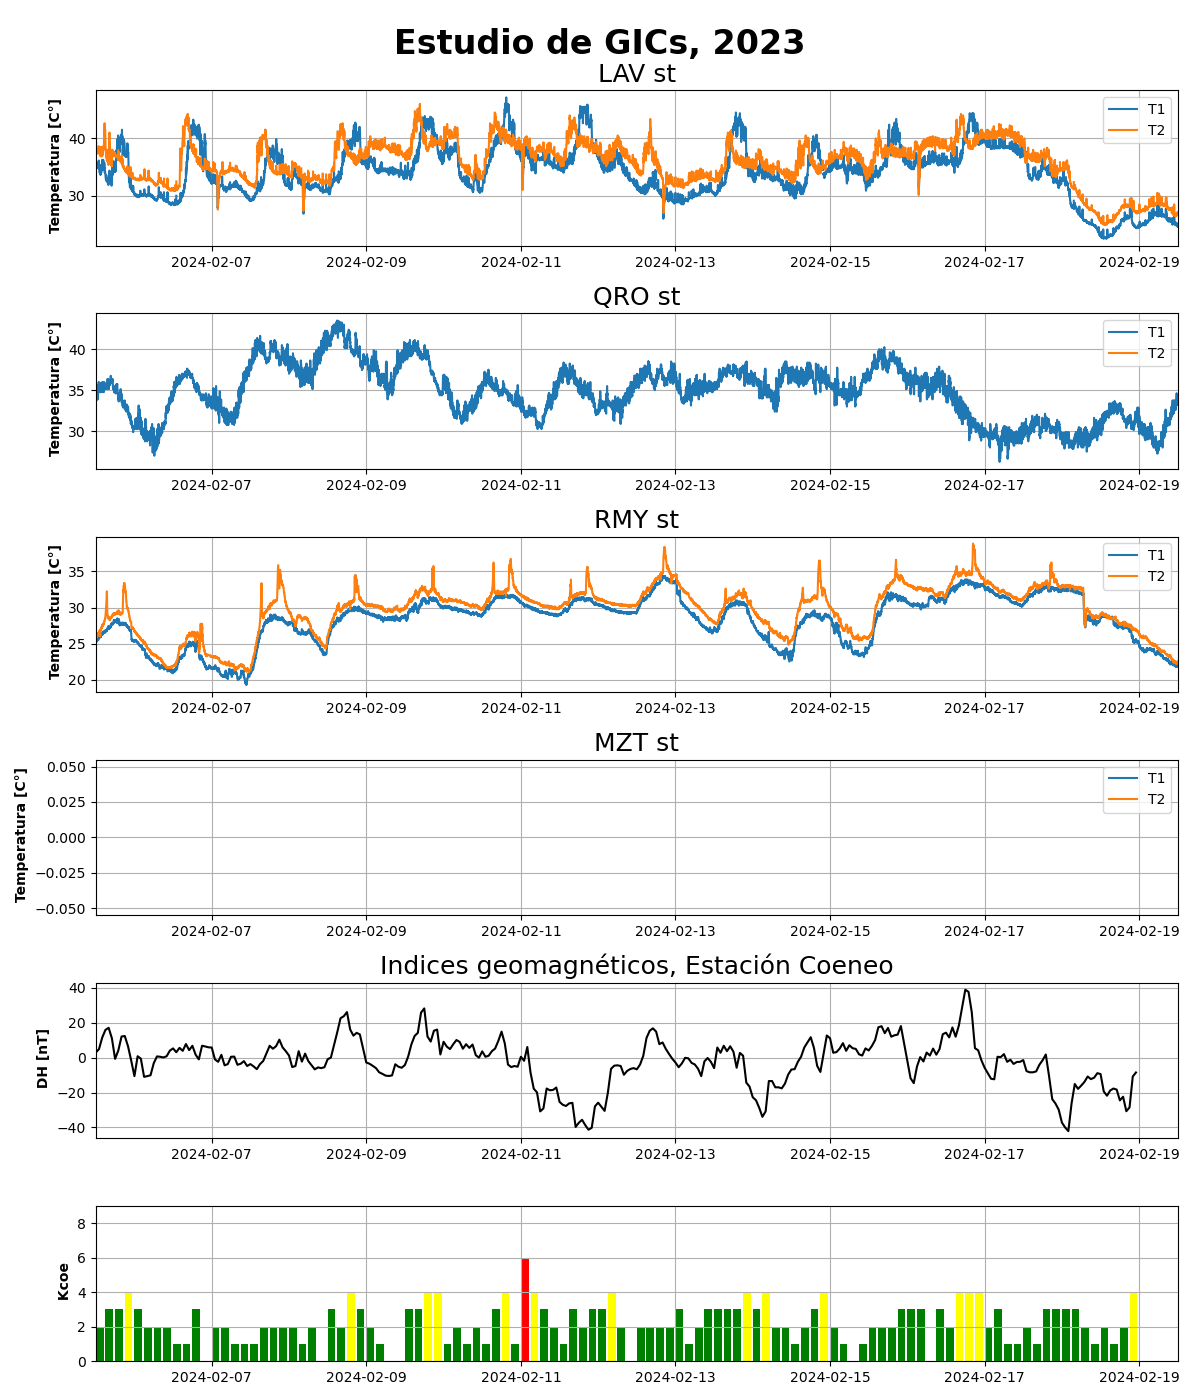 Estudio de GICs, 2023
LAV st
Temperatura [C°]
40
30
T1
T2
2024-02-07 2024-02-09 2024-02-11 2024-02-13 2024-02-15 2024-02-17 2024-02-19
QRO st
Temperatura [C°]
40
35
30
T1
T2
2024-02-07 2024-02-09 2024-02-11 2024-02-13 2024-02-15 2024-02-17 2024-02-19
RMY st
Temperatura [C°]
35
30
25
20
T1
T2
2024-02-07 2024-02-09 2024-02-11 2024-02-13 2024-02-15 2024-02-17 2024-02-19
MZT st
Temperatura [C°]
0.050
0.025
0.000
−0.025
−0.050
T1
T2
2024-02-07 2024-02-09 2024-02-11 2024-02-13 2024-02-15 2024-02-17 2024-02-19
Indices geomagnéticos, Estación Coeneo
DH [nT]
40
20
0
−20
−40
2024-02-07 2024-02-09 2024-02-11 2024-02-13 2024-02-15 2024-02-17 2024-02-19
Kcoe
8
6
4
2
0
2024-02-07 2024-02-09 2024-02-11 2024-02-13 2024-02-15 2024-02-17 2024-02-19